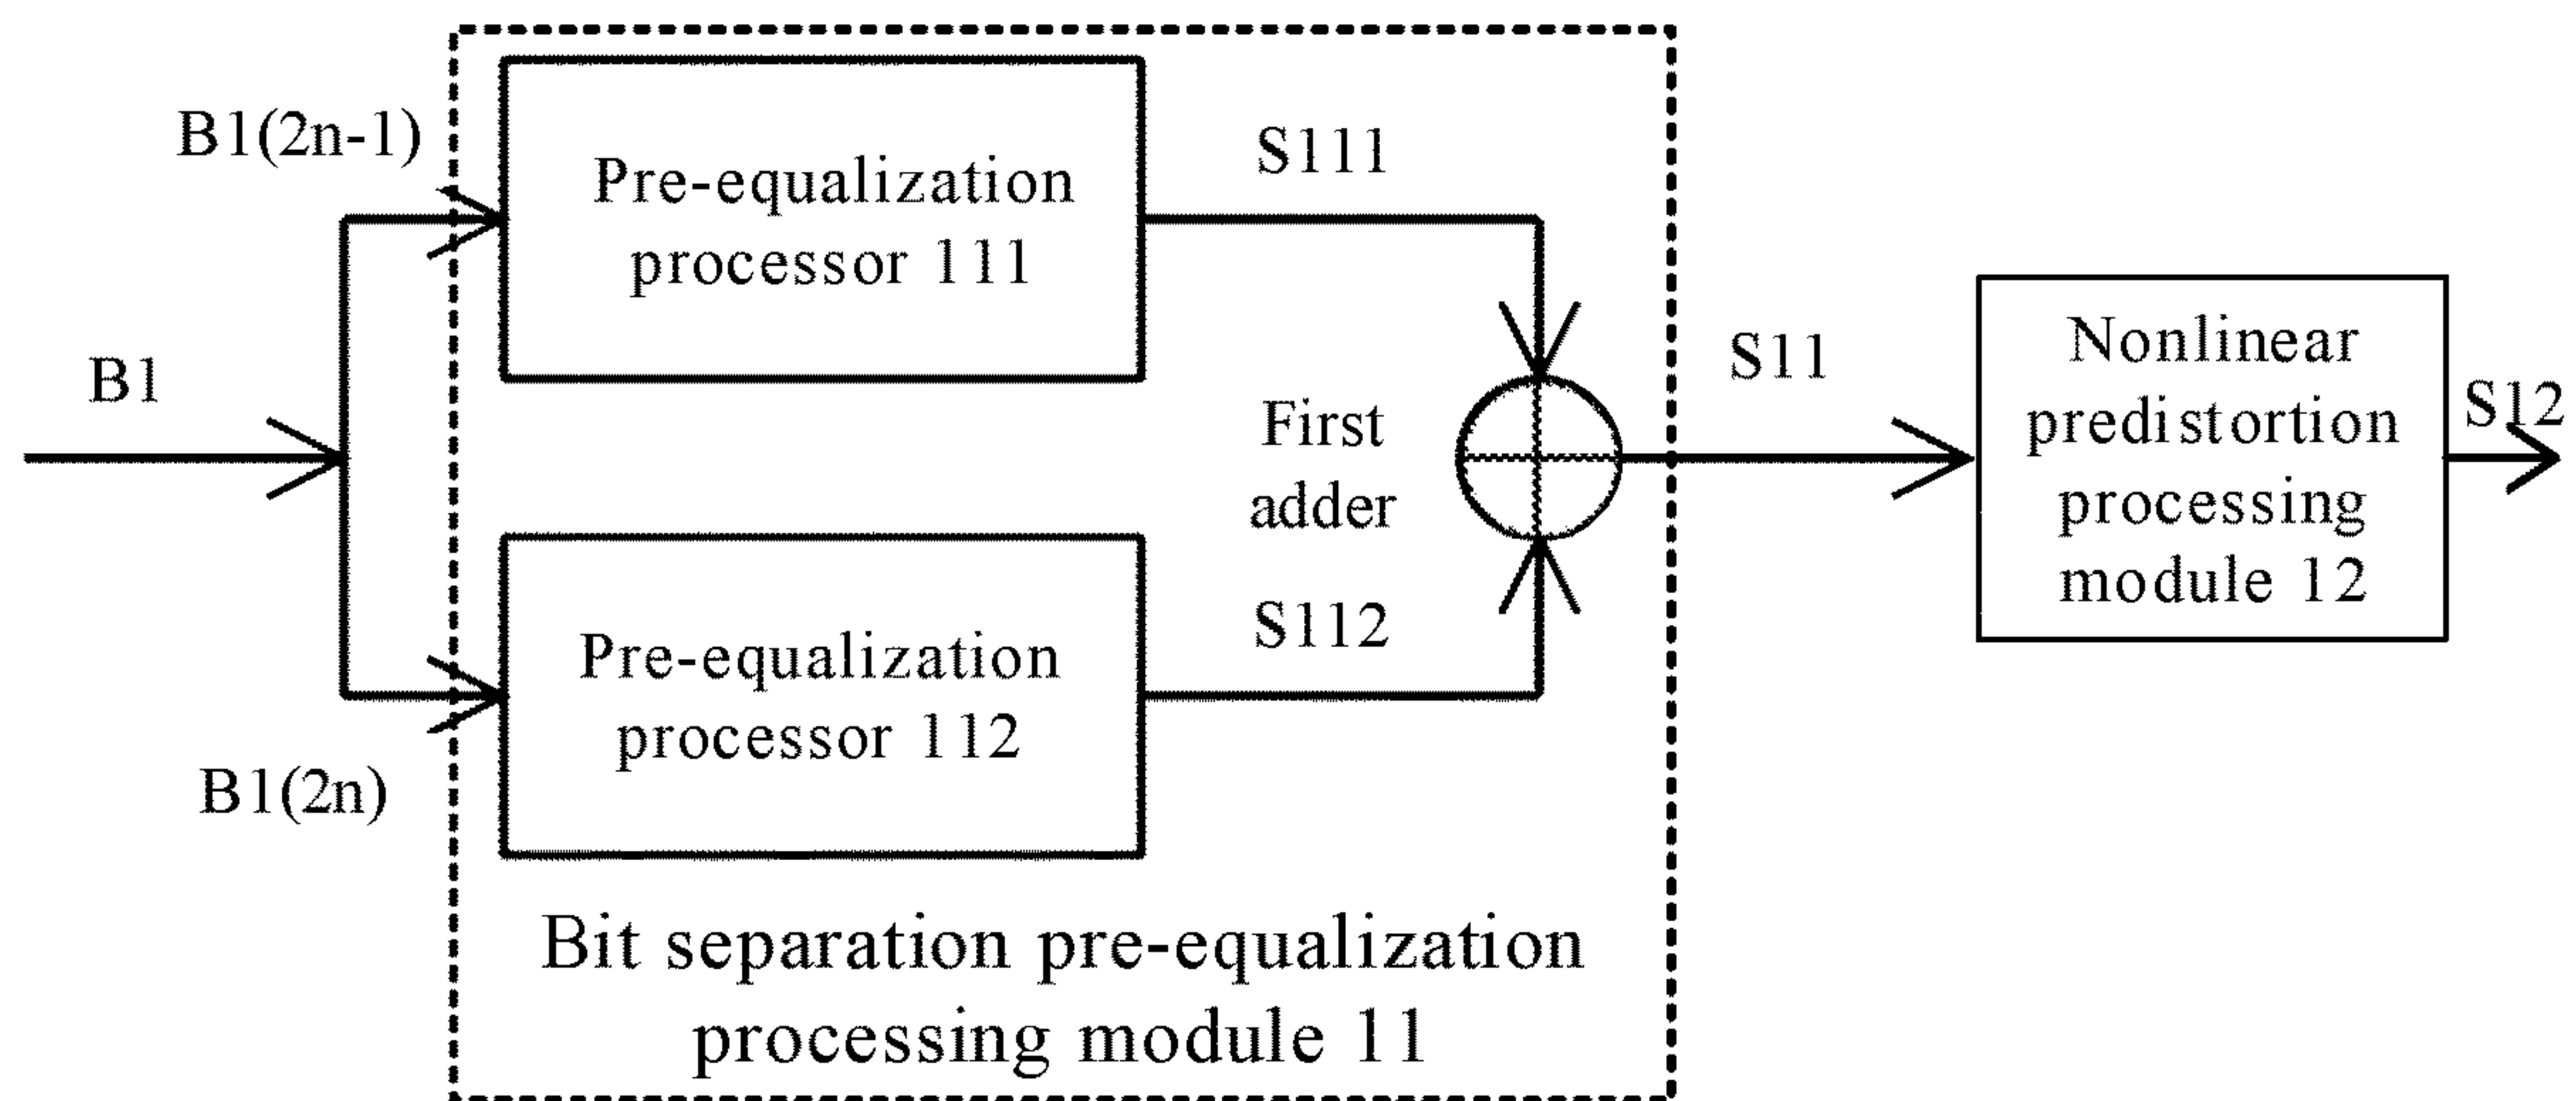 B1
B1(2n-1)
B1(2n)
Pre-equalization
processor 111
S111
Pre-equalization
processor 112
S112
First
adder
Bit separation pre-equalization
processing module 11
S11
Nonlinear
predistortion
processing
module 12
S12